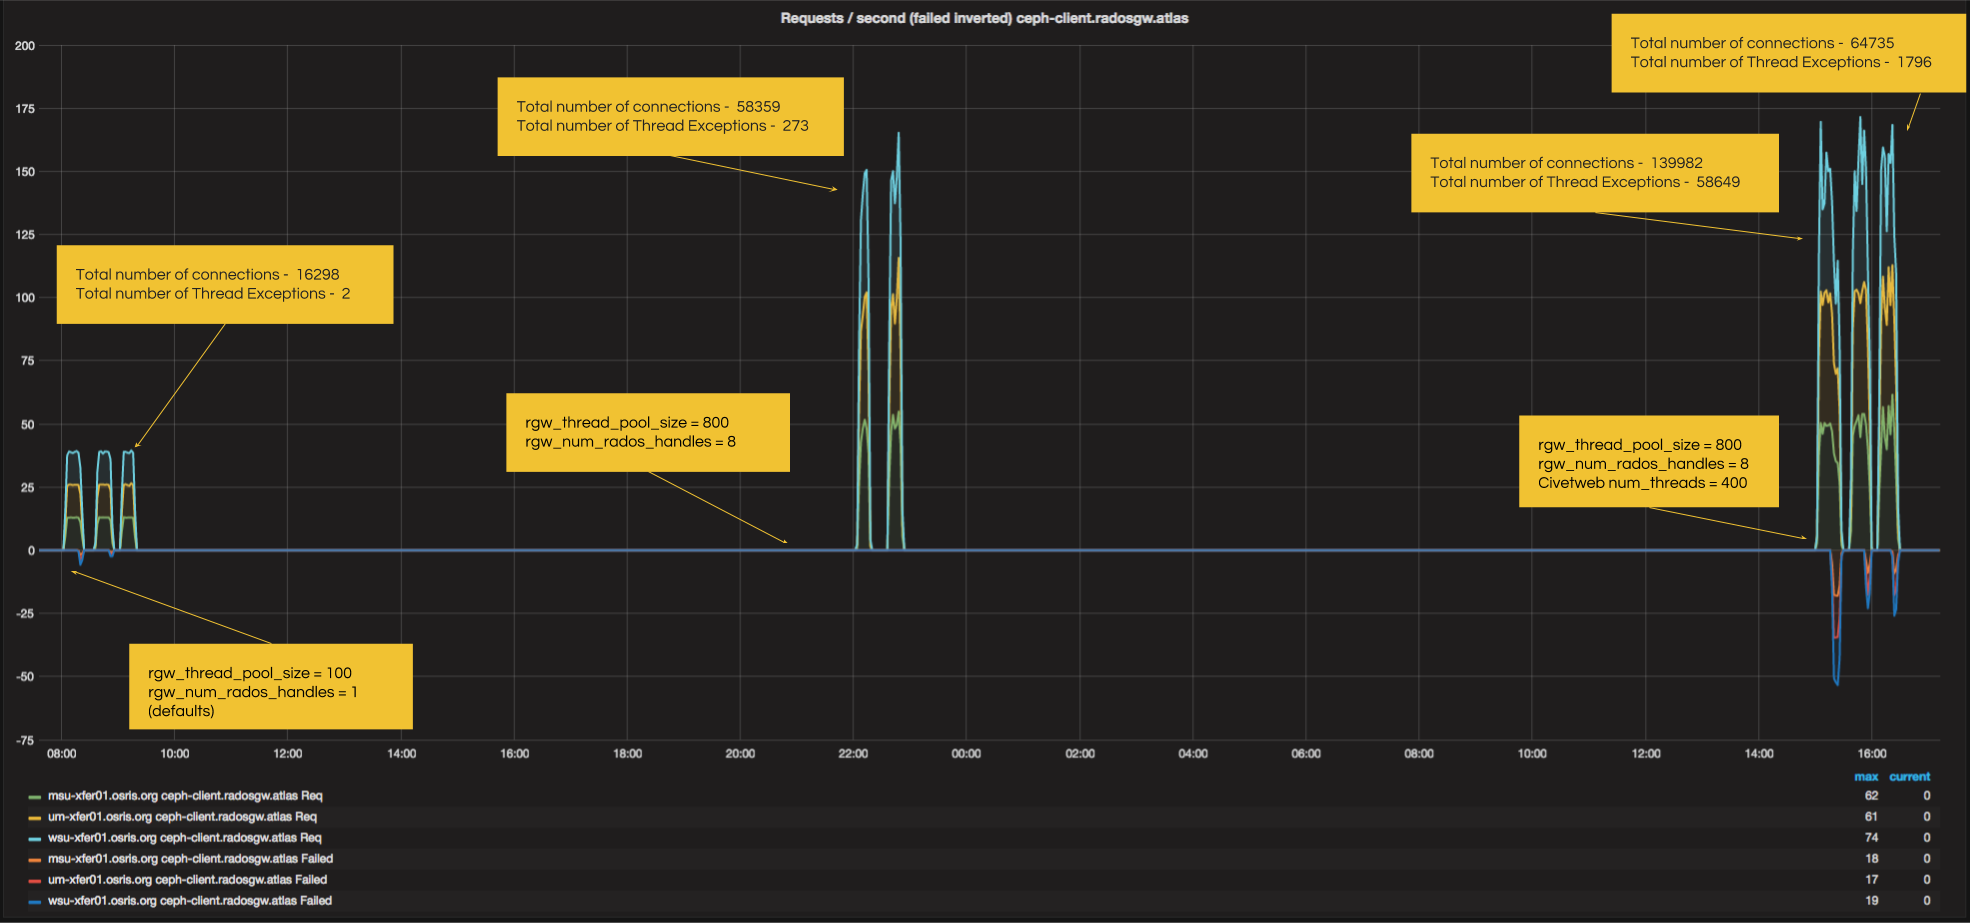 Requests / second (failed inverted) ceph-client.radosgw.atlas
Total number of connections - 64735
Total number of Thread Exceptions - 1796
Total number of connections - 58359
Total number of Thread Exceptions - 273
Total number of connections - 139982
Total number of Thread Exceptions - 58649
Total number of connections - 16298
Total number of Thread Exceptions - 2
rgw_thread_pool_size = 800
rgw_num_rados_handles = 8
rgw_thread_pool_size = 800
rgw_num_rados_handles = 8
Civetweb num_threads = 400
rgw_thread_pool_size = 100
rgw_num_rados_handles = 1
(defaults)
200
175
150
125
100
75
50
25
0
-25
-50
-75
08:00 10:00 12:00 14:00 16:00 18:00 20:00 22:00 00:00 02:00 04:00 06:00 08:00 10:00 12:00 14:00 16:00
max current
msu-xfer01.osris.org ceph-client.radosgw.atlas Req 62 0
um-xfer01.osris.org ceph-client.radosgw.atlas Req 61 0
wsu-xfer01.osris.org ceph-client.radosgw.atlas Req 74 0
msu-xfer01.osris.org ceph-client.radosgw.atlas Failed 18 0
um-xfer01.osris.org ceph-client.radosgw.atlas Failed 17 0
wsu-xfer01.osris.org ceph-client.radosgw.atlas Failed 19 0